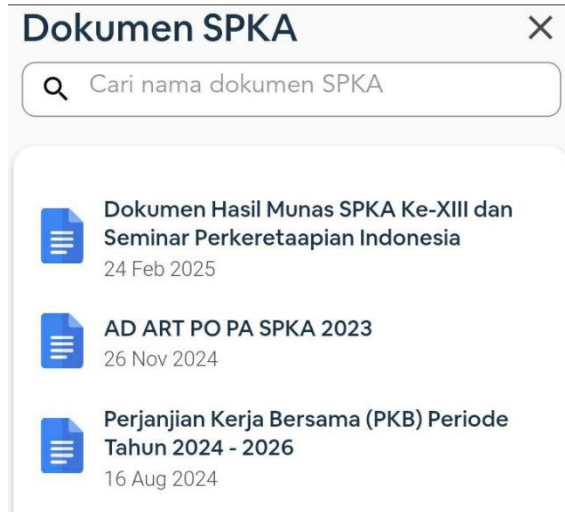 Dokumen SPKA
Cari nama dokumen SPKA
Dokumen Hasil Munas SPKA Ke-XIII dan
Seminar Perkeretaapian Indonesia
24 Feb 2025
AD ART PO PA SPKA 2023
26 Nov 2024
Perjanjian Kerja Bersama (PKB) Periode
Tahun 2024 - 2026
16 Aug 2024